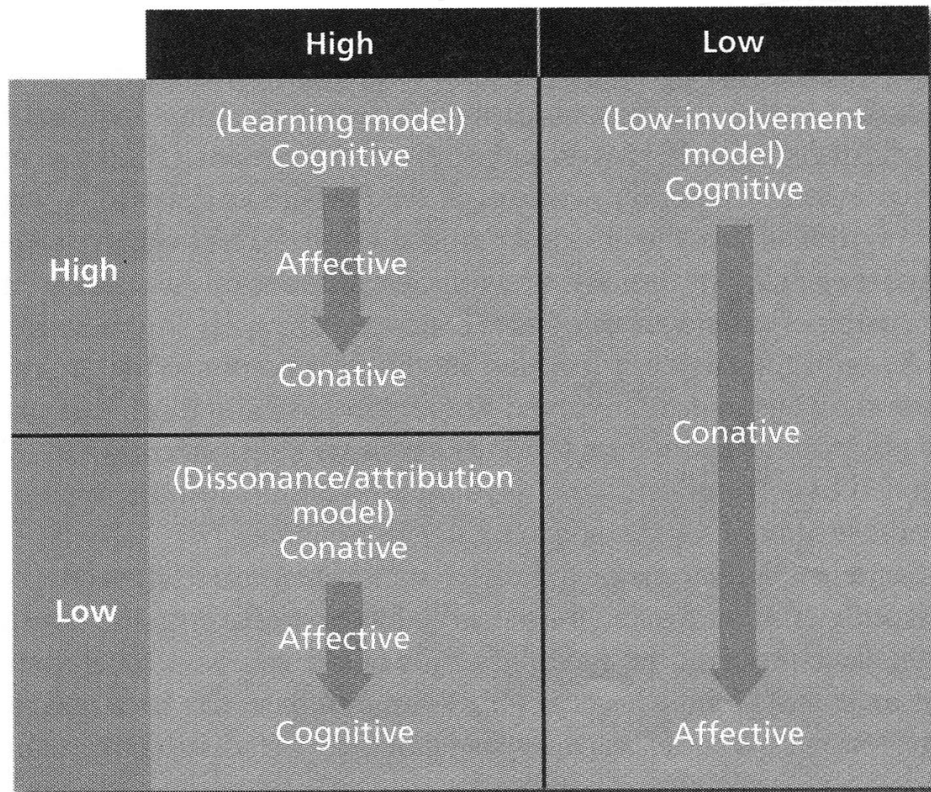 High
Low
High
(Learning model)
Cognitive
Affective
Conative
(Low-involvement
model)
Cognitive
Conative
Affective
Low
(Dissonance/attribution
model)
Conative
Affective
Cognitive